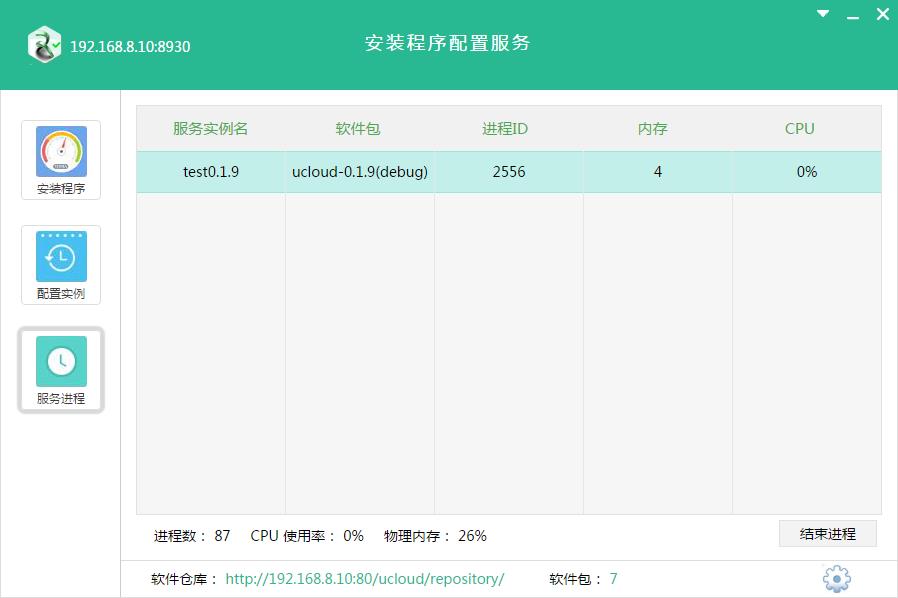 192.168.8.10:8930
安装程序配置服务
安装程序
配置实例
服务进程
服务实例名 软件包 进程ID 内存 CPU
test0.1.9 ucloud-0.1.9(debug) 2556 4 0%
进程数： 87 CPU 使用率： 0% 物理内存： 26%
结束进程
软件仓库： http://192.168.8.10:80/ucloud/repository/ 软件包： 7